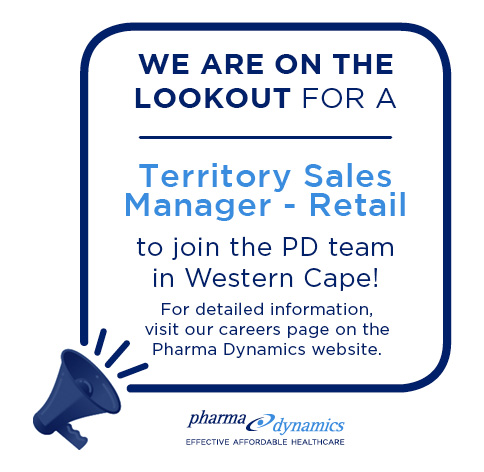 WE ARE ON THE
LOOKOUT FOR A
Territory Sales
Manager - Retail
to join the PD team
in Western Cape!
For detailed information,
visit our careers page on the
Pharma Dynamics website.
pharma dynamics
EFFECTIVE AFFORDABLE HEALTHCARE